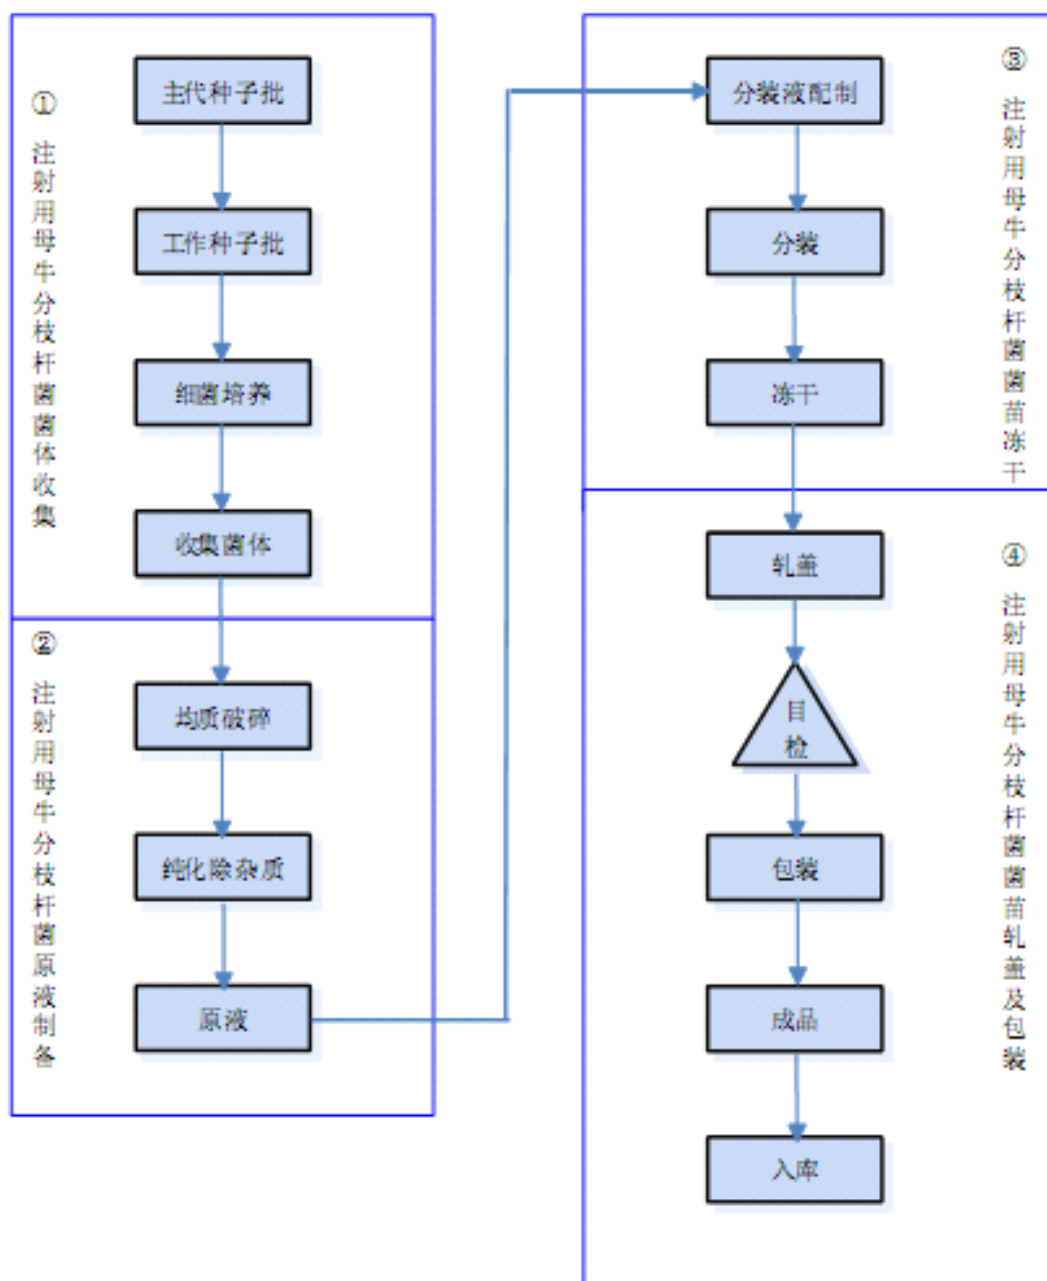 ①
注射用母牛分枝杆菌菌体收集
主代种子批
工作种子批
细菌培养
收集菌体
②
注射用母牛分枝杆菌原液制备
均质破碎
纯化除杂质
原液
③
注射用母牛分枝杆菌菌苗冻干
分装液配制
分装
冻干
④
注射用母牛分枝杆菌菌苗轧盖及包装
轧盖
目
检
包装
成品
入库